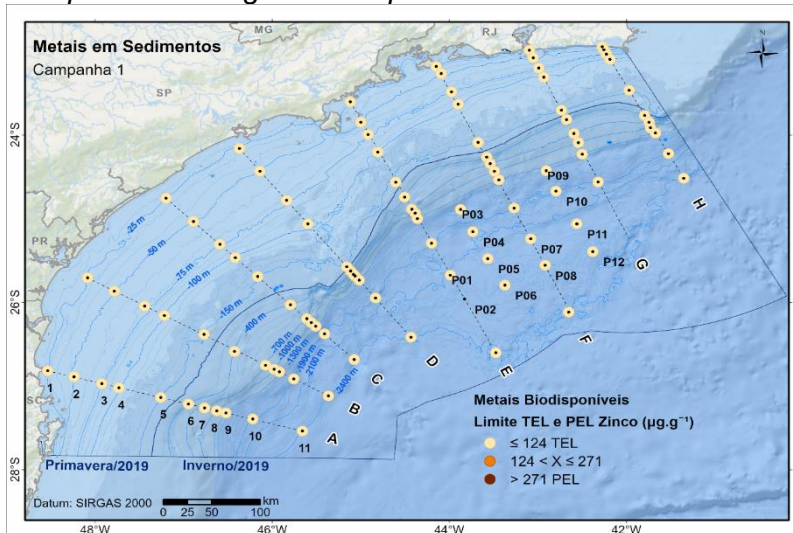 MG
RJ
Metais em Sedimentos
Campanha 1
SP
N
24°S
P09
P10
P03
H
P04
P11
G
PR
-25 m
-50 m
P07
P12
P05
-75 m
-100 m
P01
P08
P06
26°S
-150 m
P02
-400 m
F
-700 m
-1000 m
-1300 m
-1900 m
-2100 m
E
D
-2400 m
C
SC
1
2
3
4
5
6
7
8
9
10
11
B
A
Metais Biodisponíveis
Limite TEL e PEL Zinco (µg.g⁻¹)
≤ 124 TEL
124 < X ≤ 271
> 271 PEL
28°S
Primavera/2019
Inverno/2019
Datum: SIRGAS 2000
km
0 25 50 100
48°W
46°W
44°W
42°W